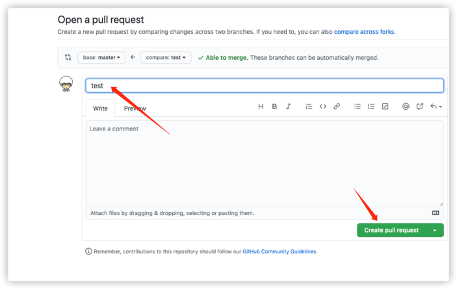 Open a pull request
Create a new pull request by comparing changes across two branches. If you need to, you can also compare across forks.
base: master ← compare: test ✓ Able to merge. These branches can be automatically merged.
test
Write Preview H B I
Leave a comment
Attach files by dragging & dropping, selecting or pasting them.
Create pull request
Remember, contributions to this repository should follow our GitHub Community Guidelines.